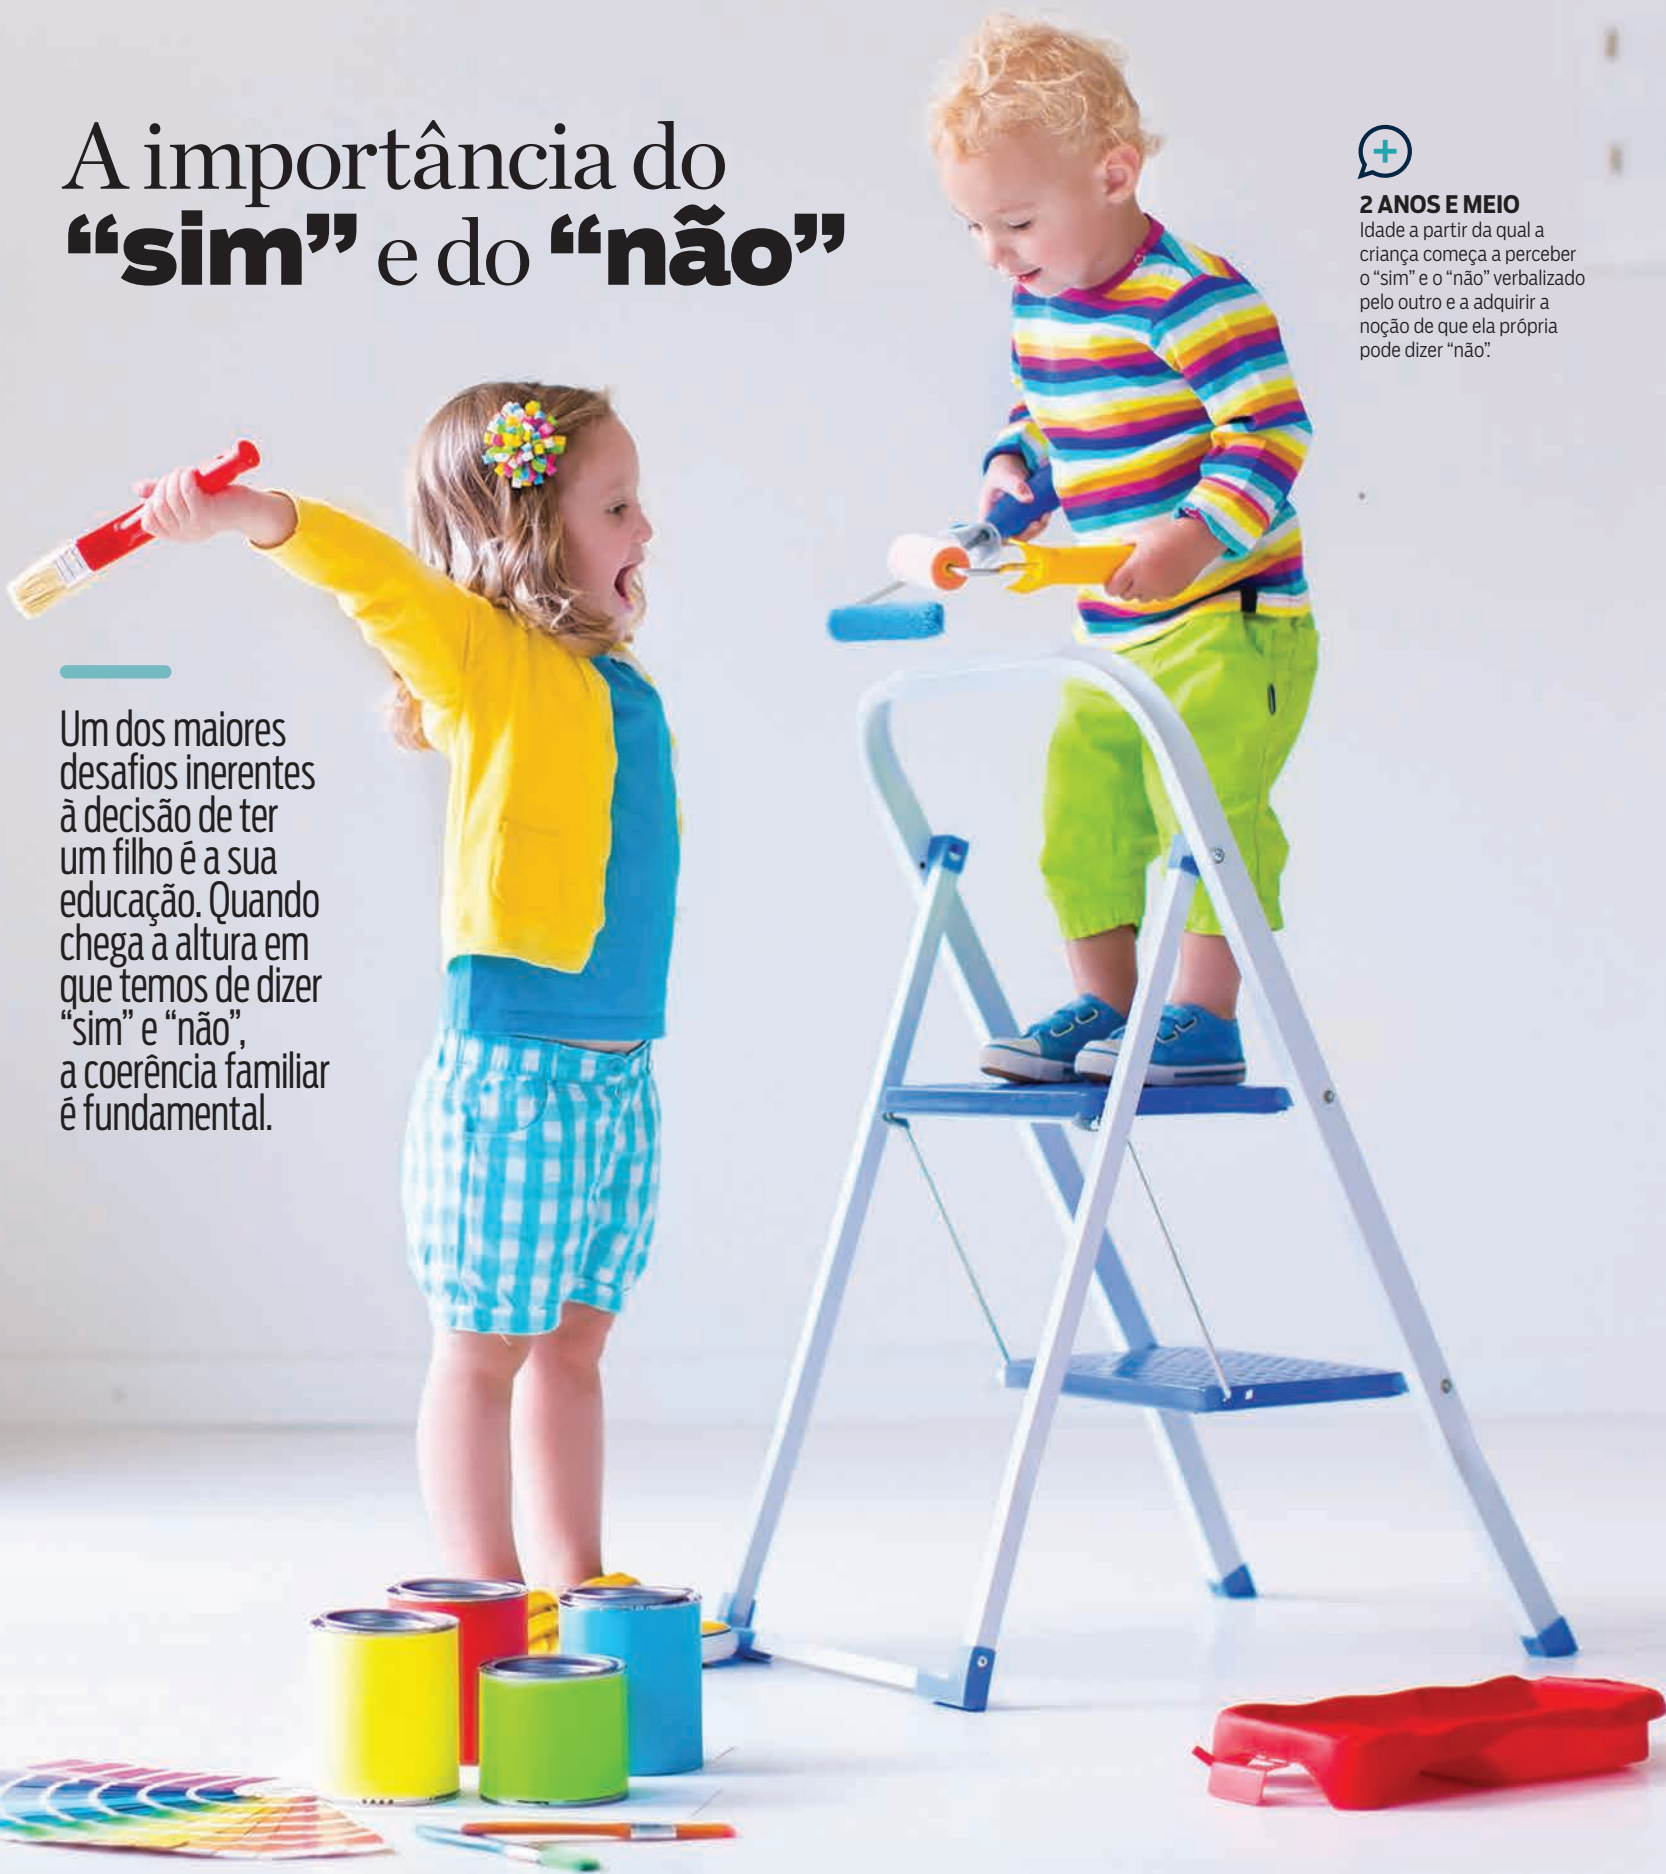 A importância do
“sim” e do “não”
2 ANOS E MEIO
Idade a partir da qual a
criança começa a perceber
o “sim” e o “não” verbalizado
pelo outro e a adquirir a
noção de que ela própria
pode dizer “não”.
Um dos maiores
desafios inerentes
à decisão de ter
um filho é a sua
educação. Quando
chega a altura em
que temos de dizer
“sim” e “não”,
a coerência familiar
é fundamental.